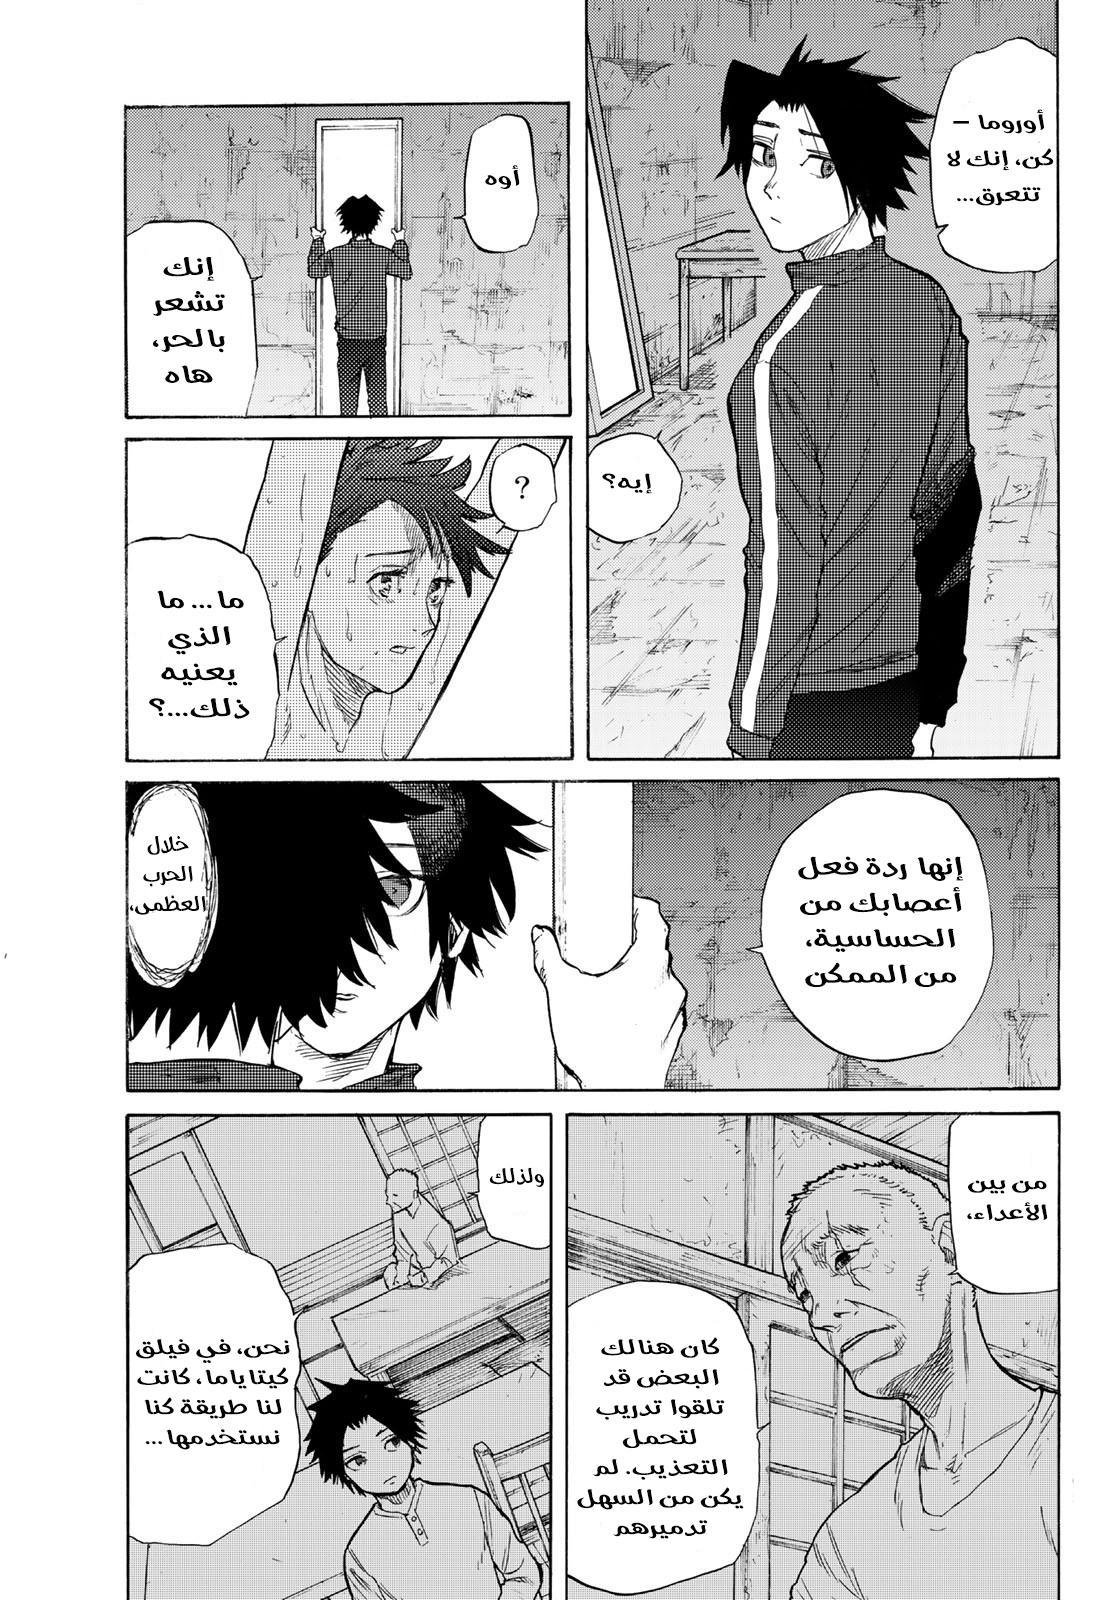 أوروما –
كن، إنك لا
تتعرق...
إيه؟
أوه
إنك
تشعر
بالحر،
هاه
؟
ما ... ما
الذي
يعنيه
ذلك...؟
إنها ردة فعل
أعصابك من
الحساسية،
من الممكن
خلال
الحرب
العظمى،
من بين
الأعداء،
كان هنالك
البعض قد
تلقوا تدريب
لتحمل
التعذيب. لم
يكن من السهل
تدميرهم
ولذلك
نحن، في فيلق
كيتاياما، كانت
لنا طريقة كنا
نستخدمها ...